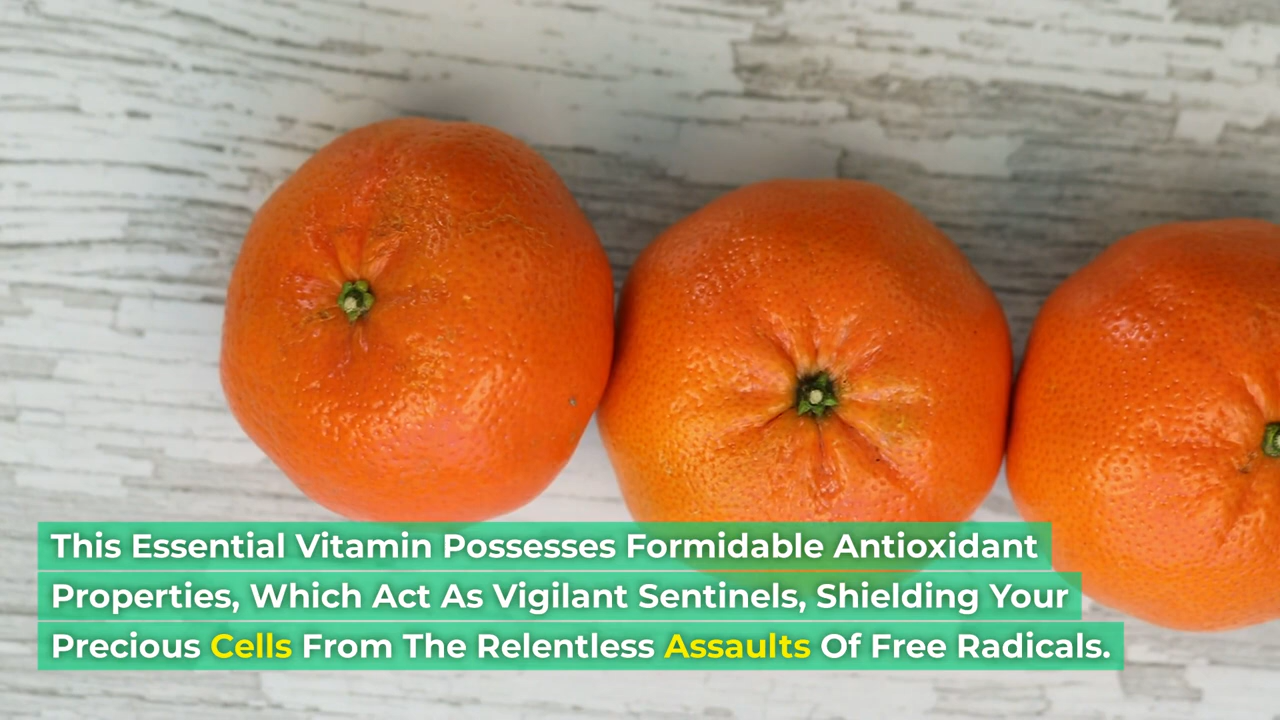 This Essential Vitamin Possesses Formidable Antioxidant
Properties, Which Act As Vigilant Sentinels, Shielding Your
Precious Cells From The Relentless Assaults Of Free Radicals.